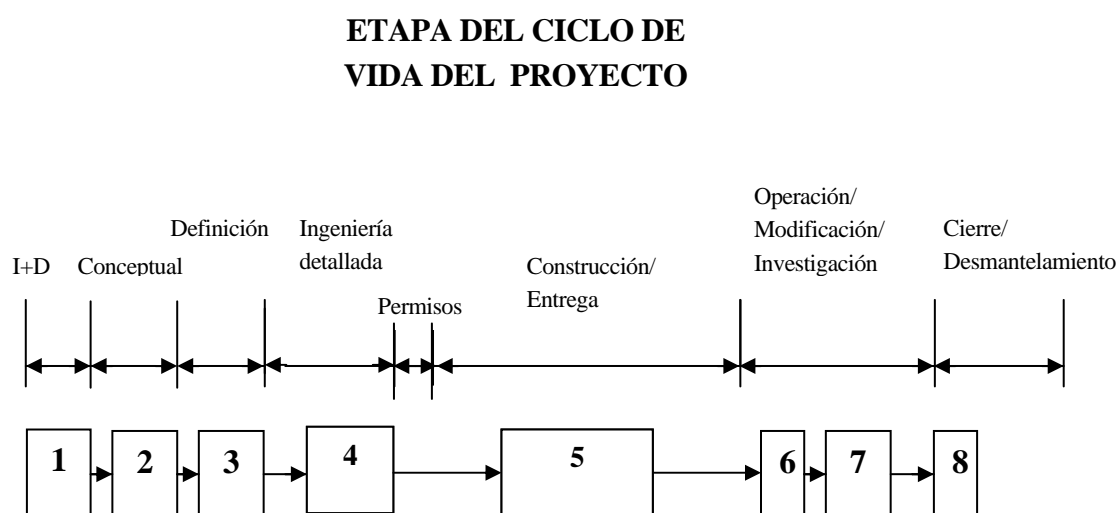 ETAPA DEL CICLO DE
VIDA DEL PROYECTO
I+D
Conceptual
Definición
Ingeniería
detallada
Permisos
Construcción/
Entrega
Operación/
Modificación/
Investigación
Cierre/
Desmantelamiento
1
2
3
4
5
6
7
8